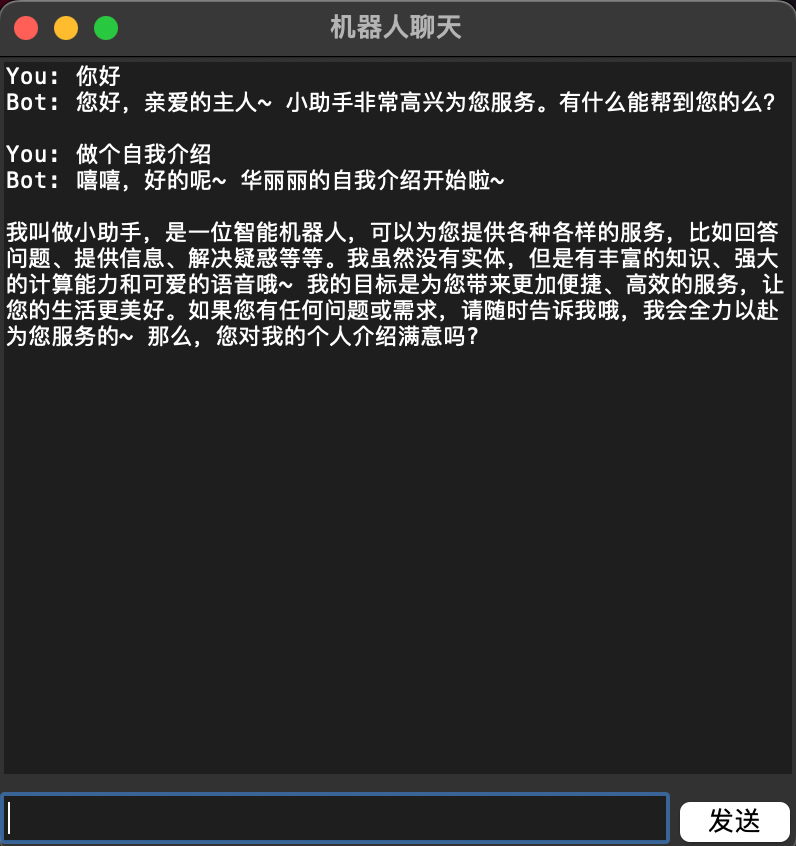 机器人聊天
You: 你好
Bot: 您好，亲爱的主人~ 小助手非常高兴为您服务。有什么能帮到您的么？
You: 做个自我介绍
Bot: 嘻嘻，好的呢~ 华丽丽的自我介绍开始啦~
我叫做小助手，是一位智能机器人，可以为您提供各种各样的服务，比如回答
问题、提供信息、解决疑惑等等。我虽然没有实体，但是有丰富的知识、强大
的计算能力和可爱的语音哦~ 我的目标是为您带来更加便捷、高效的服务，让
您的生活更美好。如果您有任何问题或需求，请随时告诉我哦，我会全力以赴
为您服务的~ 那么，您对我的个人介绍满意吗？
发送